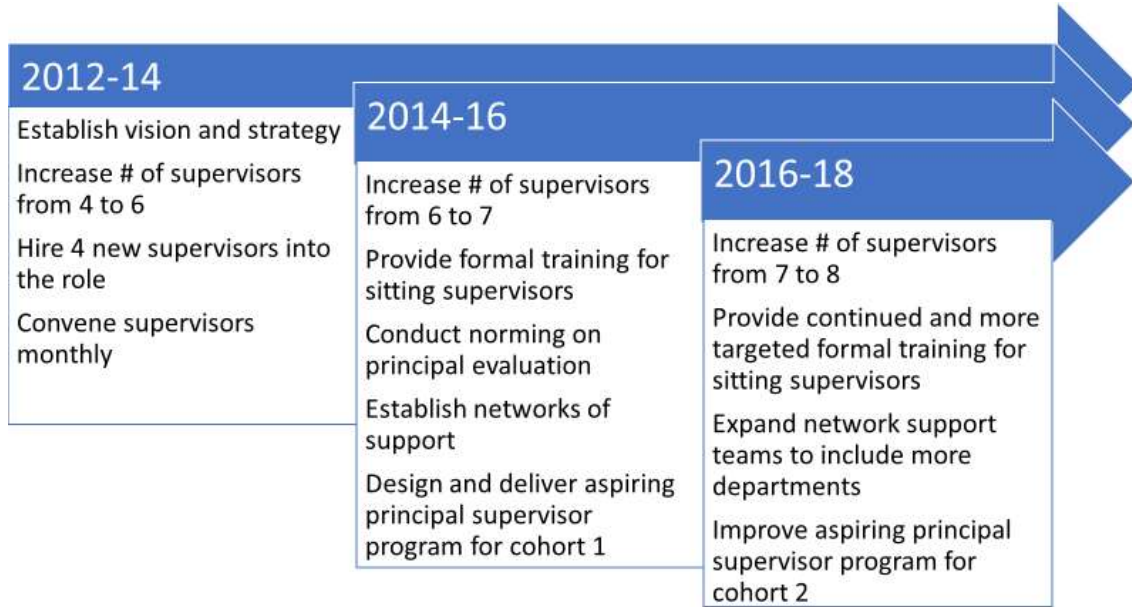 2012-14
Establish vision and strategy
Increase # of supervisors
from 4 to 6
Hire 4 new supervisors into
the role
Convene supervisors
monthly
2014-16
Increase # of supervisors
from 6 to 7
Provide formal training for
sitting supervisors
Conduct norming on
principal evaluation
Establish networks of
support
Design and deliver aspiring
principal supervisor
program for cohort 1
2016-18
Increase # of supervisors
from 7 to 8
Provide continued and more
targeted formal training for
sitting supervisors
Expand network support
teams to include more
departments
Improve aspiring principal
supervisor program for
cohort 2